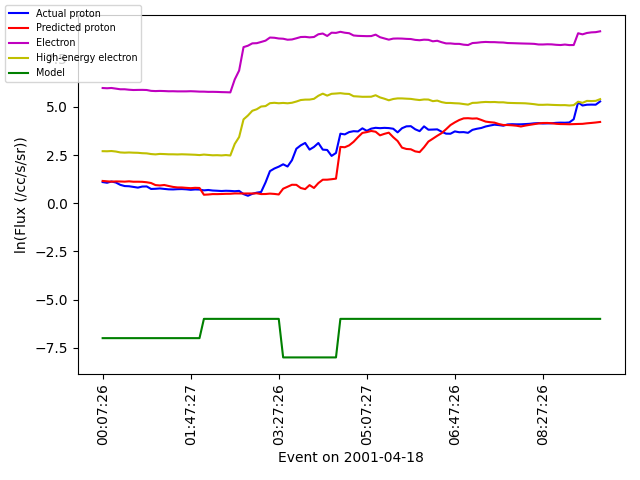 Actual proton
Predicted proton
Electron
High-energy electron
Model
5.0
2.5
0.0
−2.5
−5.0
−7.5
ln(Flux (/cc/s/sr))
00:07:26
01:47:27
03:27:26
05:07:27
06:47:26
08:27:26
Event on 2001-04-18